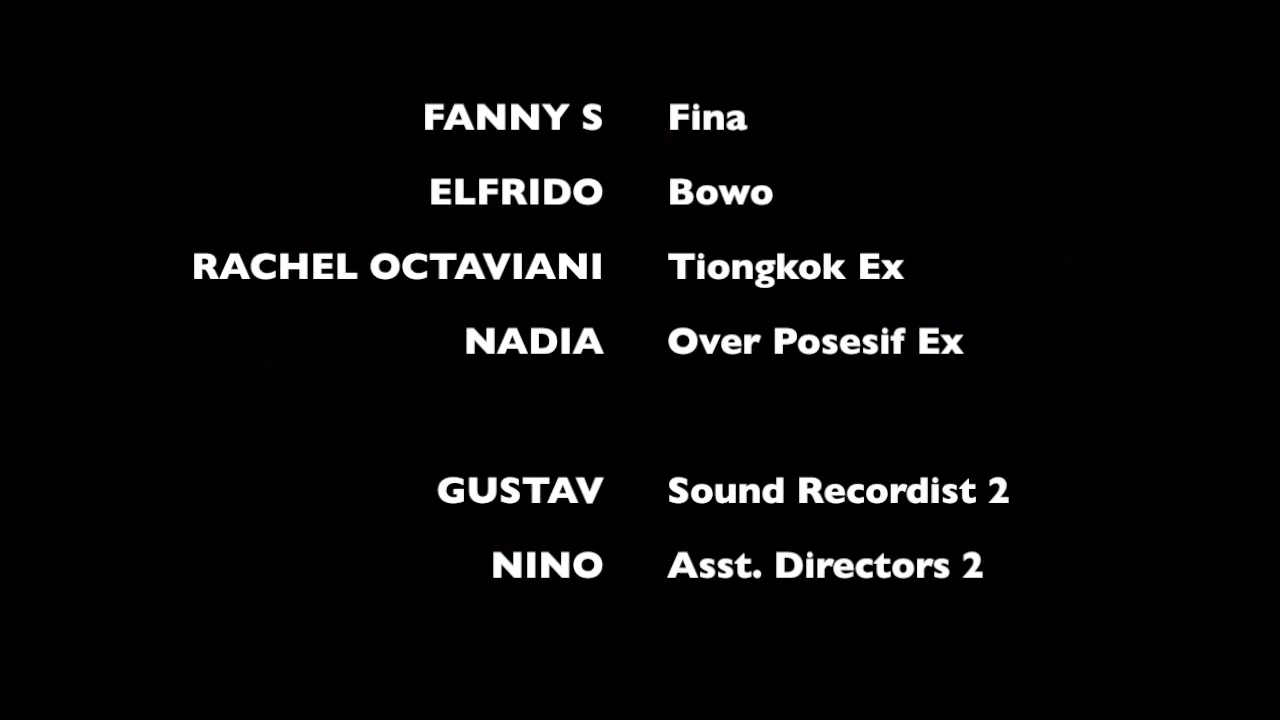 FANNY S Fina
ELFRIDO Bowo
RACHEL OCTAVIANI Tiongkok Ex
NADIA Over Posesif Ex
GUSTAV Sound Recordist 2
NINO Asst. Directors 2